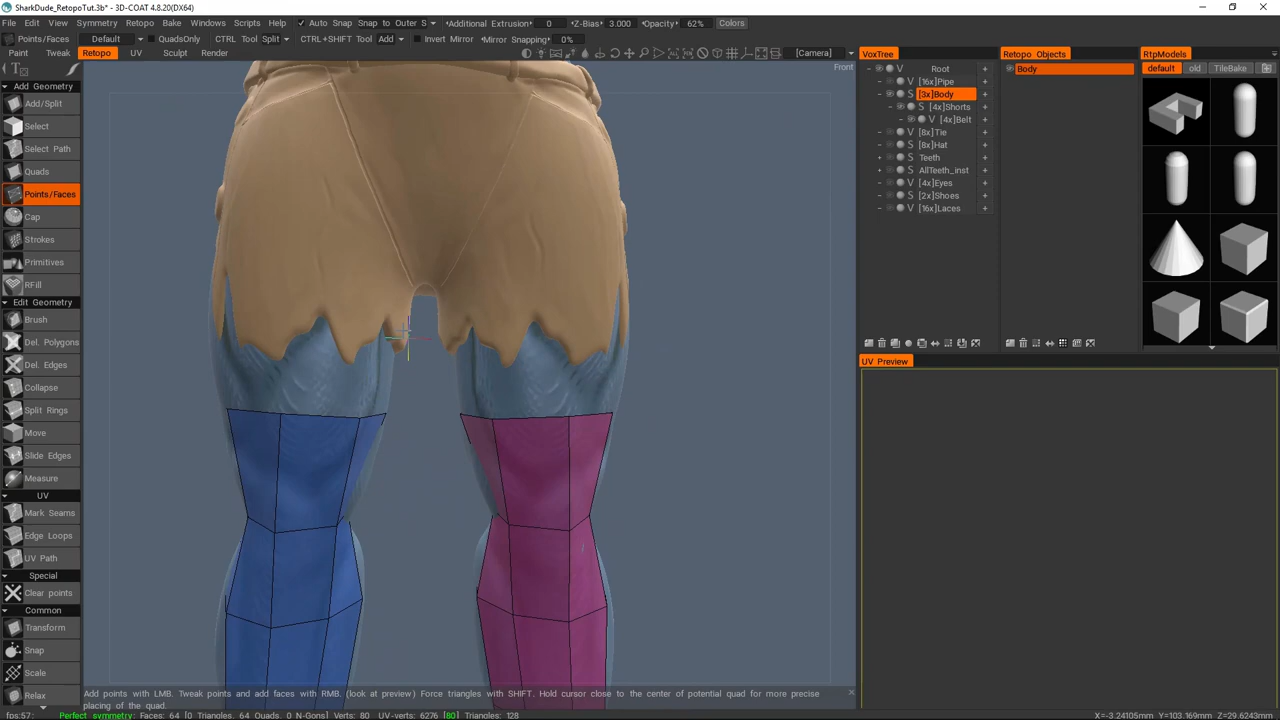 SharkDude_RetopoTut.3b* - 3D-COAT 4.8.20(DX64)
File Edit View Symmetry Retopo Bake Windows Scripts Help Auto Snap Snap to Outer S Additional Extrusion 0 Z-Bias: 3.000 Opacity: 62% Colors
Points/Faces Default QuadsOnly CTRL Tool Split CTRL+SHIFT Tool Add Invert Mirror Mirror Snapping: 0% [Camera]
Paint Tweak Retopo UV Sculpt Render
Front
Add Geometry
Add/Split
Select
Select Path
Quads
Points/Faces
Cap
Strokes
Primitives
RFill
Edit Geometry
Brush
Del. Polygons
Del. Edges
Collapse
Split Rings
Move
Slide Edges
Measure
UV
Mark Seams
Edge Loops
UV Path
Special
Clear points
Common
Transform
Snap
Scale
Relax
VoxTree
V Root +
V [16x]Pipe +
S [3x]Body +
S [4x]Shorts +
V [4x]Belt +
V [8x]Tie +
V [8x]Hat +
S Teeth +
S AllTeeth_inst +
V [4x]Eyes +
S [2x]Shoes +
V [16x]Laces +
Retopo Objects
Body
RtpModels
default old TileBake
UV Preview
Add points with LMB. Tweak points and add faces with RMB. (look at preview) Force triangles with SHIFT. Hold cursor close to the center of potential quad for more precise
placing of the quad.
fps:57; Perfect symmetry: Faces: 64 [0 Triangles, 64 Quads, 0 N-Gons] Verts: 80 UV-verts: 6276 [80] Triangles: 128 X=-3.24105mm Y=103.169mm Z=29.6243mm